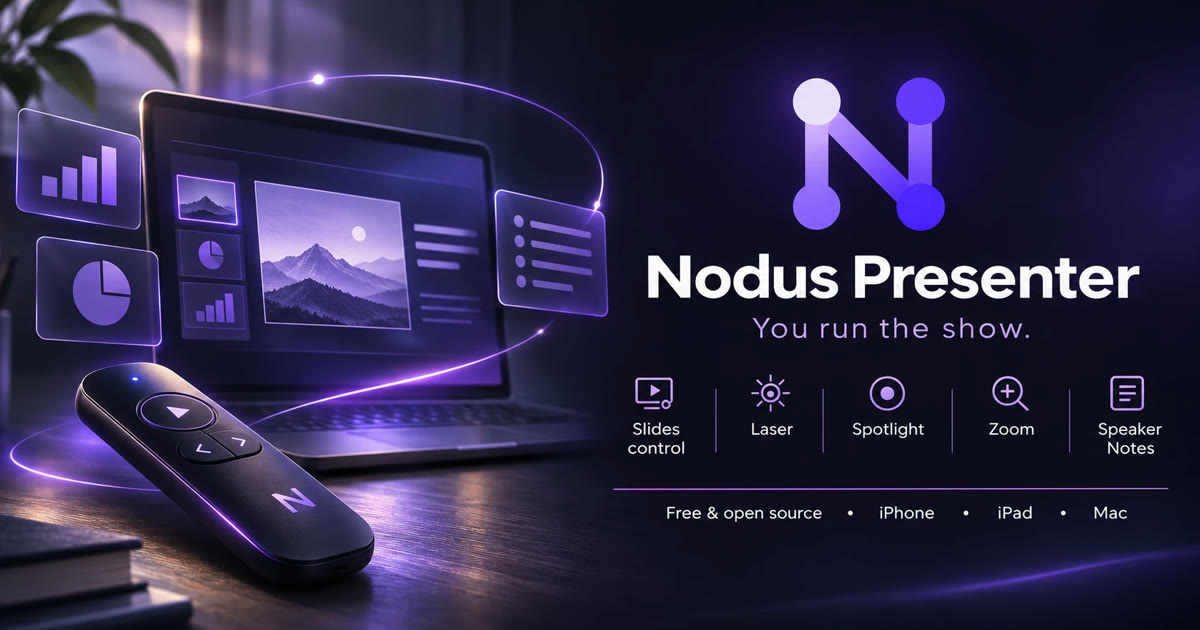 Nodus Presenter
You run the show.
Slides
control
Laser
Spotlight
Zoom
Speaker
Notes
Free & open source • iPhone • iPad • Mac
N